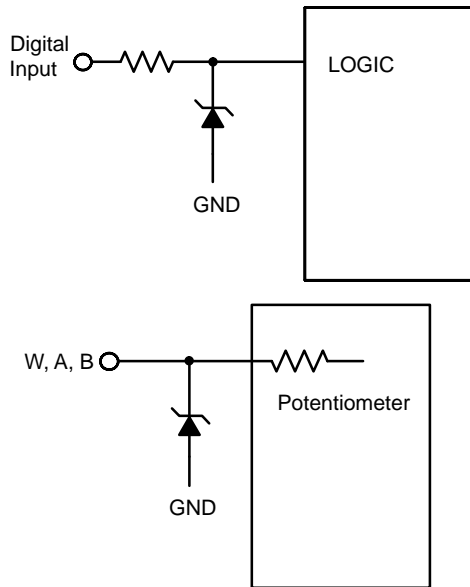 Digital
Input
LOGIC
GND
W, A, B
Potentiometer
GND